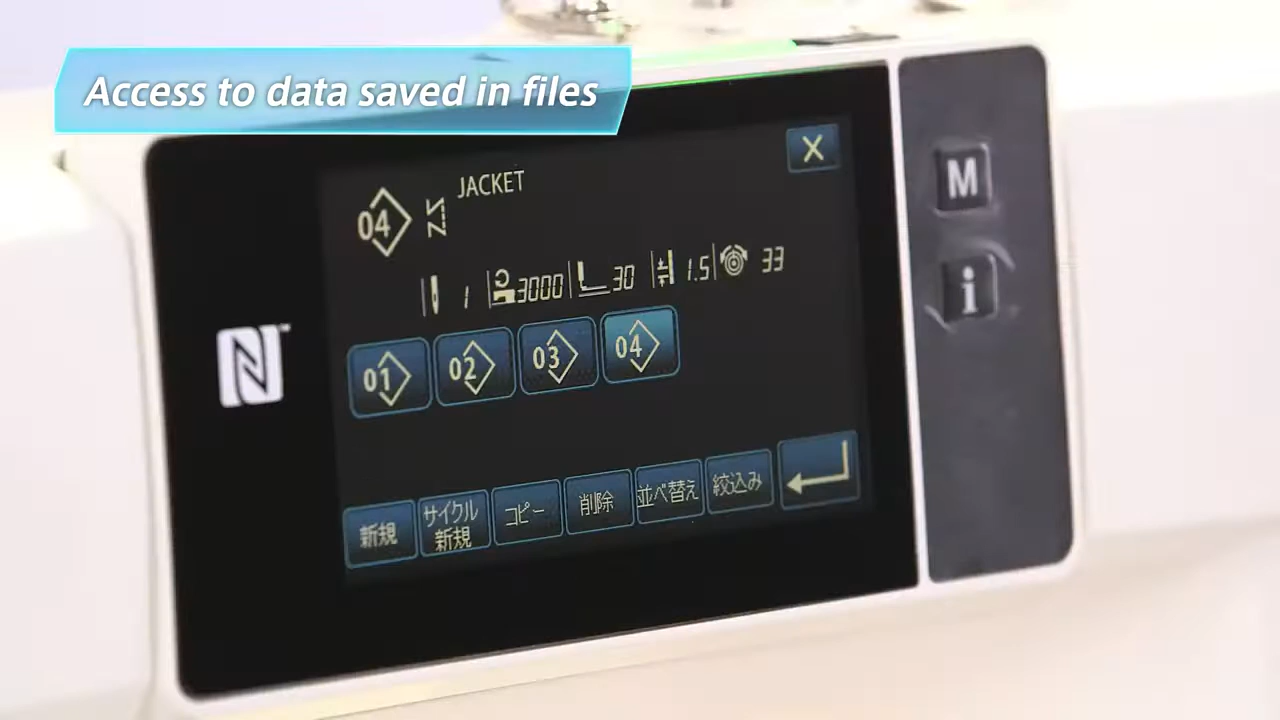 Access to data saved in files
X
JACKET
04
1 3000 30 1.5 33
01 02 03 04
新規 サイクル
新規 コピー 削除 並べ替え 絞込み
N
M
i